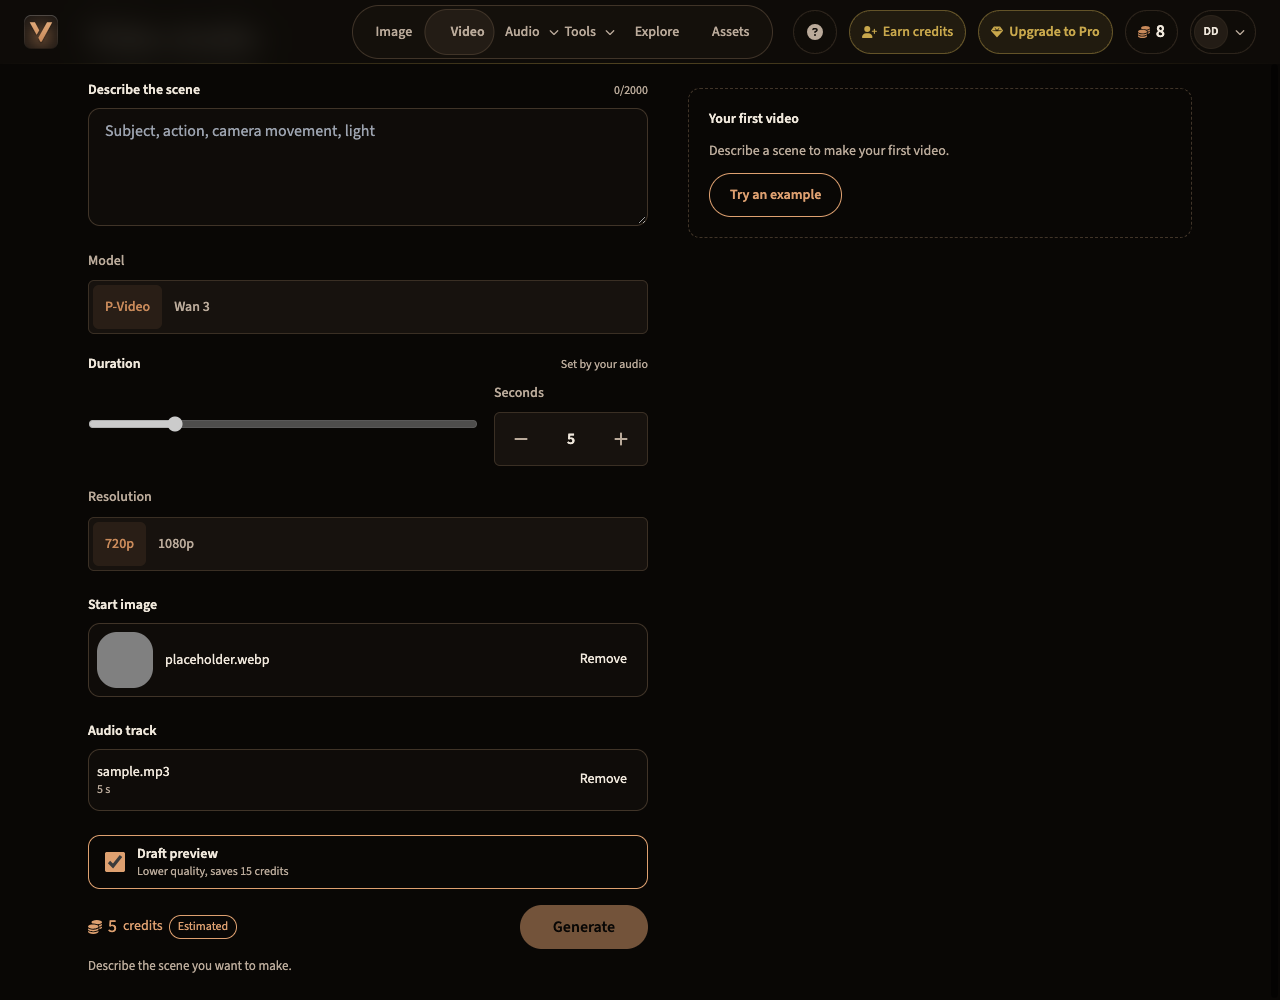 Image
Video
Audio
Tools
Explore
Assets
?
Earn credits
Upgrade to Pro
8
DD
Describe the scene
0/2000
Subject, action, camera movement, light
Model
P-Video
Wan 3
Duration
Set by your audio
Seconds
5
Resolution
720p
1080p
Start image
placeholder.webp
Remove
Audio track
sample.mp3
5 s
Remove
Draft preview
Lower quality, saves 15 credits
5 credits
Estimated
Generate
Describe the scene you want to make.
Your first video
Describe a scene to make your first video.
Try an example